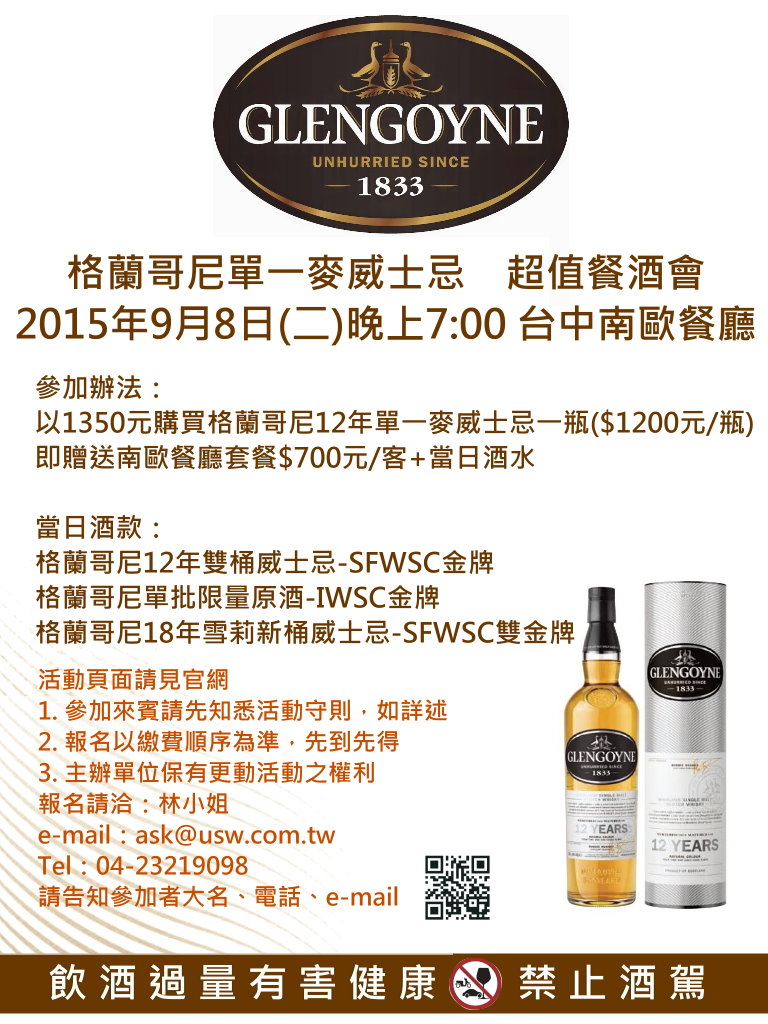 GLENGOYNE
UNHURRIED SINCE
1833
格蘭哥尼單一麥威士忌 超值餐酒會
2015年9月8日(二)晚上7:00 台中南歐餐廳
參加辦法：
以1350元購買格蘭哥尼12年單一麥威士忌一瓶($1200元/瓶)
即贈送南歐餐廳套餐$700元/客+當日酒水
當日酒款：
格蘭哥尼12年雙桶威士忌-SFWSC金牌
格蘭哥尼單批限量原酒-IWSC金牌
格蘭哥尼18年雪莉新桶威士忌-SFWSC雙金牌
活動頁面請見官網
1. 參加來賓請先知悉活動守則，如詳述
2. 報名以繳費順序為準，先到先得
3. 主辦單位保有更動活動之權利
報名請洽：林小姐
e-mail：ask@usw.com.tw
Tel：04-23219098
請告知參加者大名、電話、e-mail
GLENGOYNE
UNHURRIED SINCE
1833
12 YEARS
GLENGOYNE
UNHURRIED SINCE
1833
12 YEARS
NATURAL COLOUR
PRODUCT OF SCOTLAND
飲酒過量有害健康 禁止酒駕